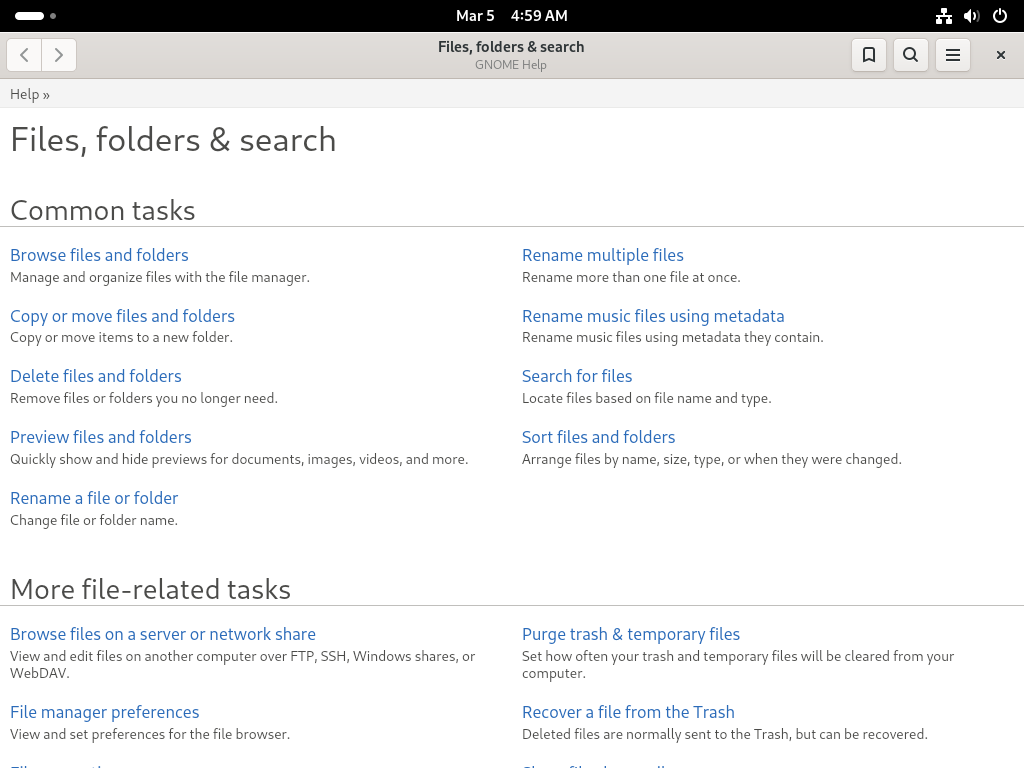 Mar 5 4:59 AM
Files, folders & search
GNOME Help
Help »
Files, folders & search
Common tasks
Browse files and folders
Manage and organize files with the file manager.
Copy or move files and folders
Copy or move items to a new folder.
Delete files and folders
Remove files or folders you no longer need.
Preview files and folders
Quickly show and hide previews for documents, images, videos, and more.
Rename a file or folder
Change file or folder name.
Rename multiple files
Rename more than one file at once.
Rename music files using metadata
Rename music files using metadata they contain.
Search for files
Locate files based on file name and type.
Sort files and folders
Arrange files by name, size, type, or when they were changed.
More file-related tasks
Browse files on a server or network share
View and edit files on another computer over FTP, SSH, Windows shares, or
WebDAV.
File manager preferences
View and set preferences for the file browser.
Purge trash & temporary files
Set how often your trash and temporary files will be cleared from your
computer.
Recover a file from the Trash
Deleted files are normally sent to the Trash, but can be recovered.